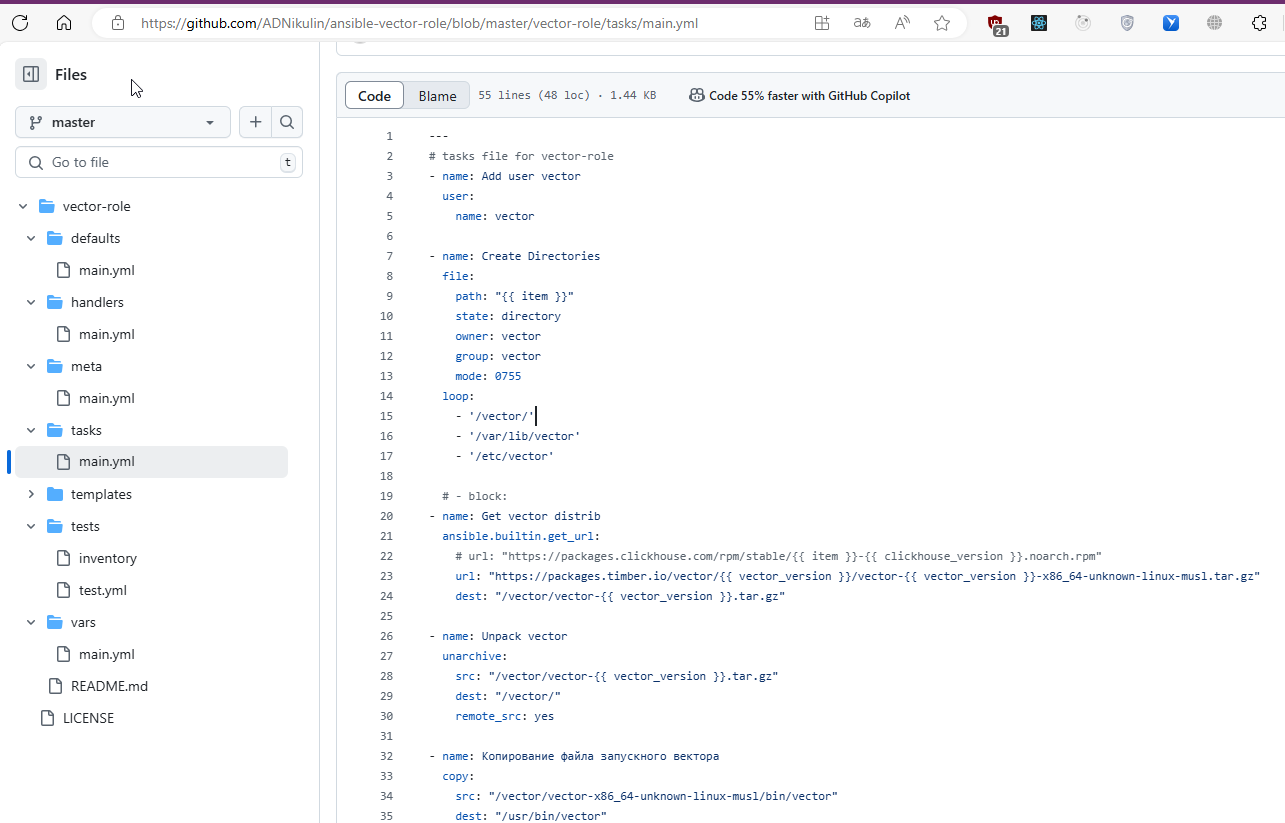 https://github.com/ADNikulin/ansible-vector-role/blob/master/vector-role/tasks/main.yml
21
Files
master
Go to file
t
vector-role
defaults
main.yml
handlers
main.yml
meta
main.yml
tasks
main.yml
templates
tests
inventory
test.yml
vars
main.yml
README.md
LICENSE
Code Blame 55 lines (48 loc) · 1.44 KB Code 55% faster with GitHub Copilot
1 ---
2 # tasks file for vector-role
3 - name: Add user vector
4 user:
5 name: vector
6
7 - name: Create Directories
8 file:
9 path: "{{ item }}"
10 state: directory
11 owner: vector
12 group: vector
13 mode: 0755
14 loop:
15 - '/vector/'
16 - '/var/lib/vector'
17 - '/etc/vector'
18
19 # - block:
20 - name: Get vector distrib
21 ansible.builtin.get_url:
22 # url: "https://packages.clickhouse.com/rpm/stable/{{ item }}-{{ clickhouse_version }}.noarch.rpm"
23 url: "https://packages.timber.io/vector/{{ vector_version }}/vector-{{ vector_version }}-x86_64-unknown-linux-musl.tar.gz"
24 dest: "/vector/vector-{{ vector_version }}.tar.gz"
25
26 - name: Unpack vector
27 unarchive:
28 src: "/vector/vector-{{ vector_version }}.tar.gz"
29 dest: "/vector/"
30 remote_src: yes
31
32 - name: Копирование файла запускного вектора
33 copy:
34 src: "/vector/vector-x86_64-unknown-linux-musl/bin/vector"
35 dest: "/usr/bin/vector"